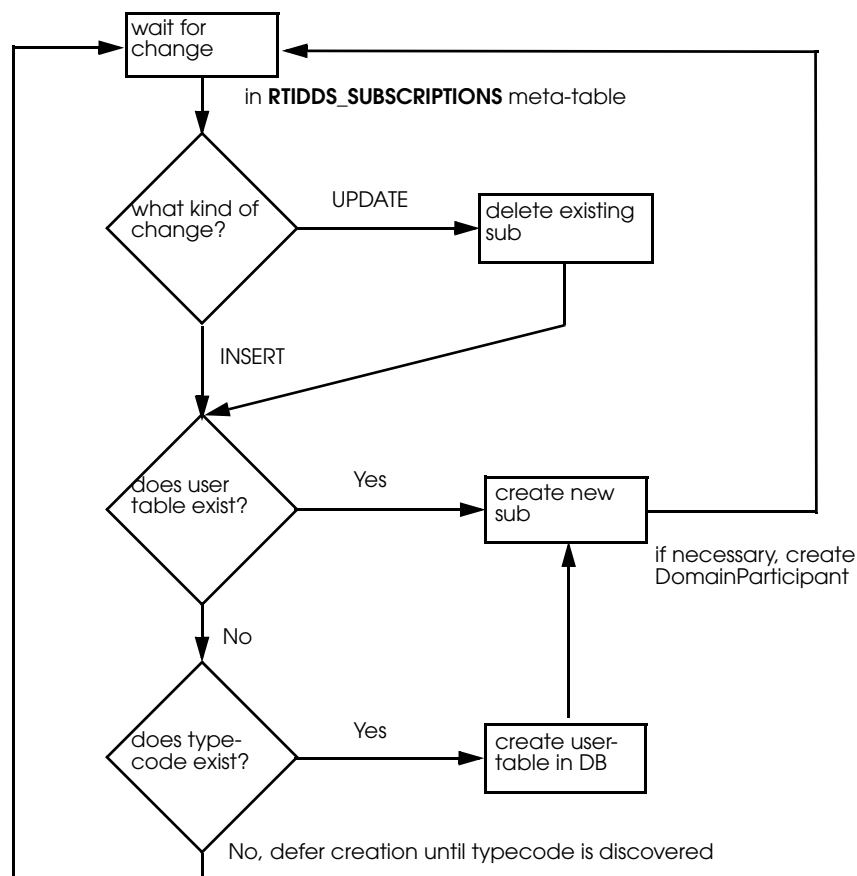 wait for
change
in RTIDDS_SUBSCRIPTIONS meta-table
what kind of
change?
UPDATE
delete existing
sub
INSERT
does user
table exist?
Yes
create new
sub
if necessary, create
DomainParticipant
No
does type-
code exist?
Yes
create user-
table in DB
No, defer creation until typecode is discovered